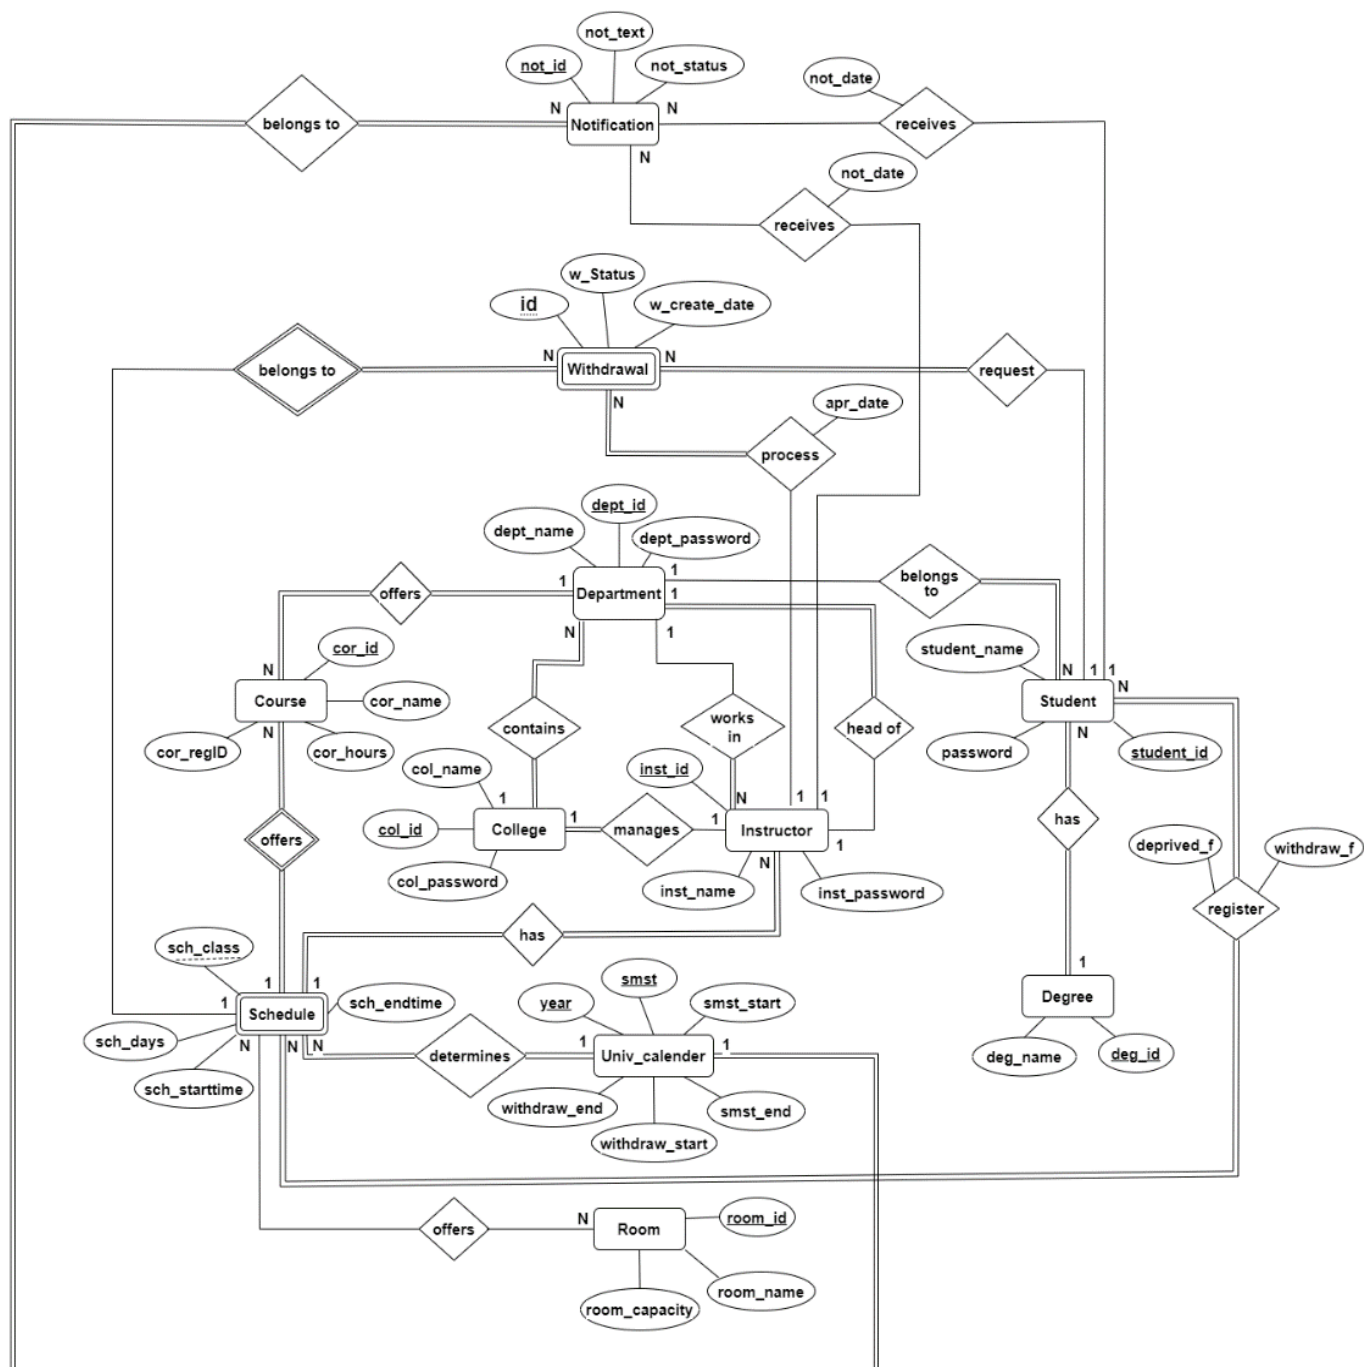 not_text
not_id
not_status
not_date
N
N
belongs to
Notification
receives
N
not_date
receives
w_Status
id
w_create_date
N
N
belongs to
Withdrawal
request
N
apr_date
process
dept_id
dept_name
dept_password
1
1
belongs
to
offers
Department
1
N
1
cor_id
student_name
N
N
1
1
N
Course
cor_name
Student
contains
works
in
head of
N
N
cor_regID
cor_hours
password
student_id
col_name
inst_id
1
N
1
1
1
1
1
col_id
College
manages
Instructor
has
offers
N
deprived_f
withdraw_f
col_password
inst_name
inst_password
register
has
sch_class
1
1
1
1
smst
sch_endtime
year
smst_start
Schedule
Degree
sch_days
N
N
N
determines
1
1
Univ_calender
deg_name
deg_id
sch_starttime
withdraw_end
smst_end
withdraw_start
N
room_id
offers
Room
room_name
room_capacity